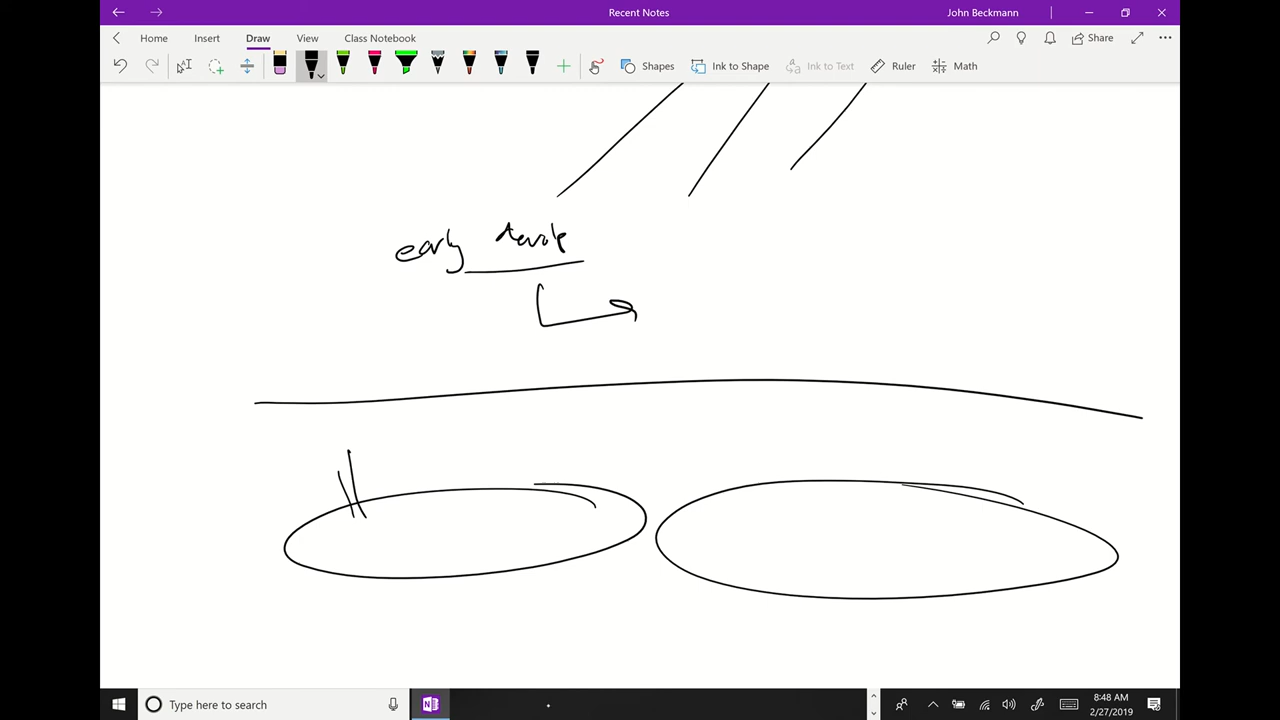 Recent Notes
John Beckmann
Home Insert Draw View Class Notebook
Share
Shapes Ink to Shape Ink to Text Ruler Math
early
Type here to search
8:48 AM
2/27/2019